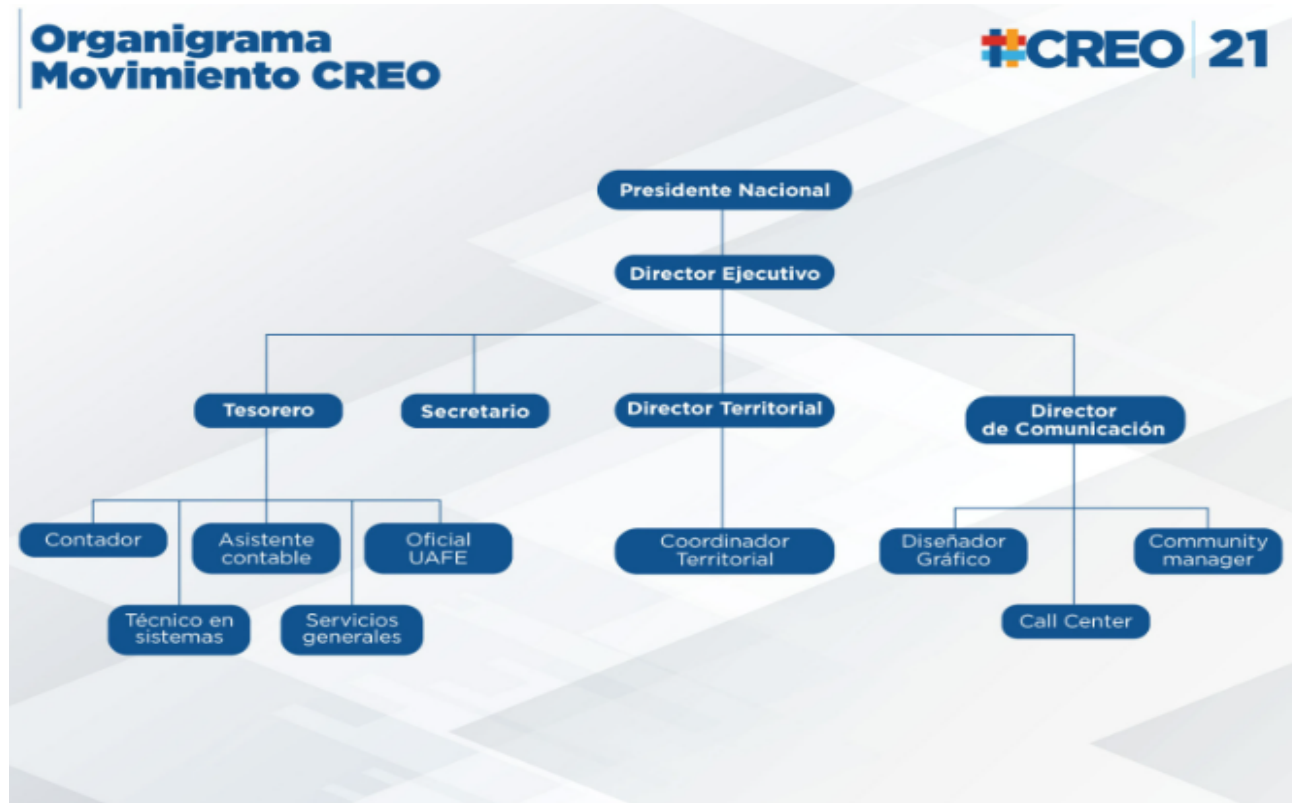 Organigrama
Movimiento CREO
#CREO 21
Presidente Nacional
Director Ejecutivo
Tesorero
Secretario
Director Territorial
Director
de Comunicación
Contador
Asistente
contable
Oficial
UAFE
Técnico en
sistemas
Servicios
generales
Coordinador
Territorial
Diseñador
Gráfico
Community
manager
Call Center